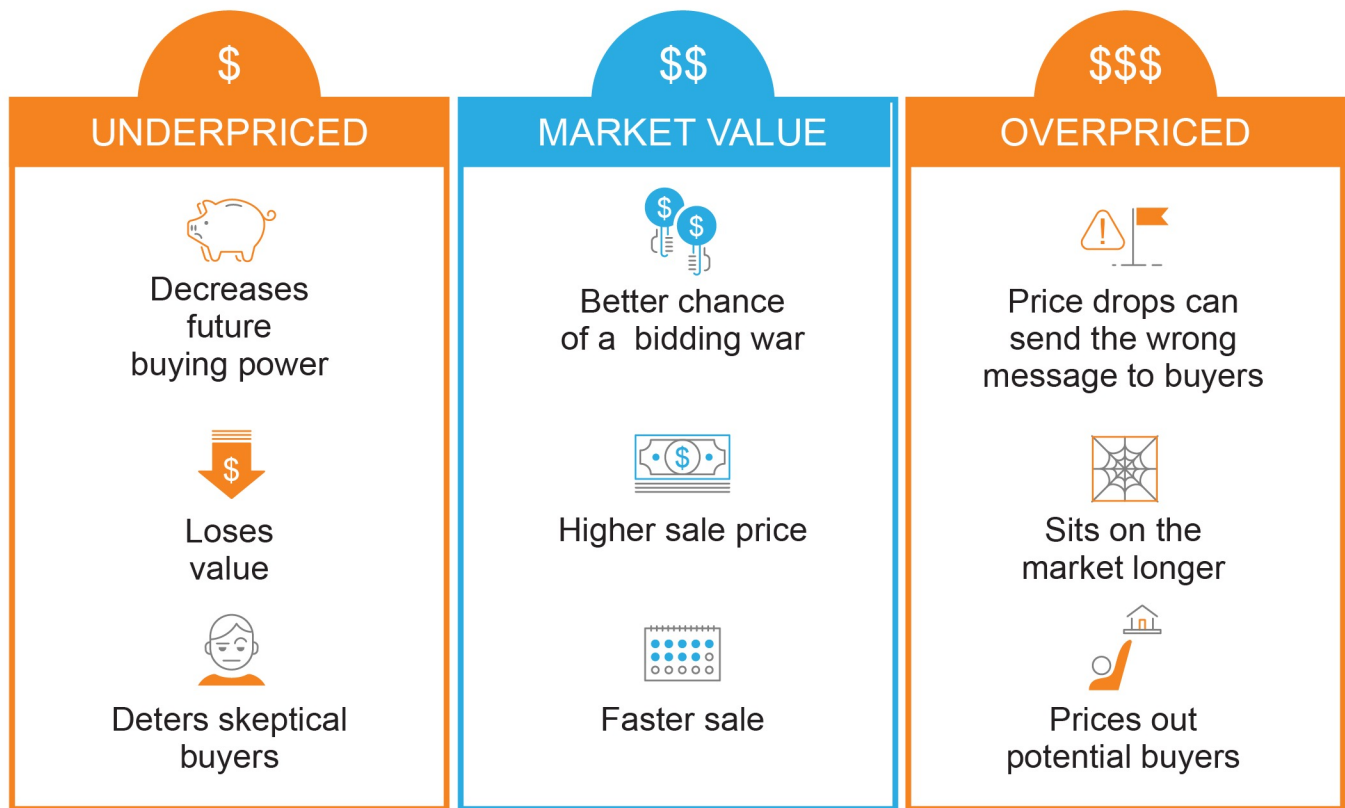 $
UNDERPRICED
$
Decreases
future
buying power
$
Loses
value
Deters skeptical
buyers
$$
MARKET VALUE
$ $
Better chance
of a  bidding war
$
Higher sale price
Faster sale
$$$
OVERPRICED
!
Price drops can
send the wrong
message to buyers
Sits on the
market longer
Prices out
potential buyers